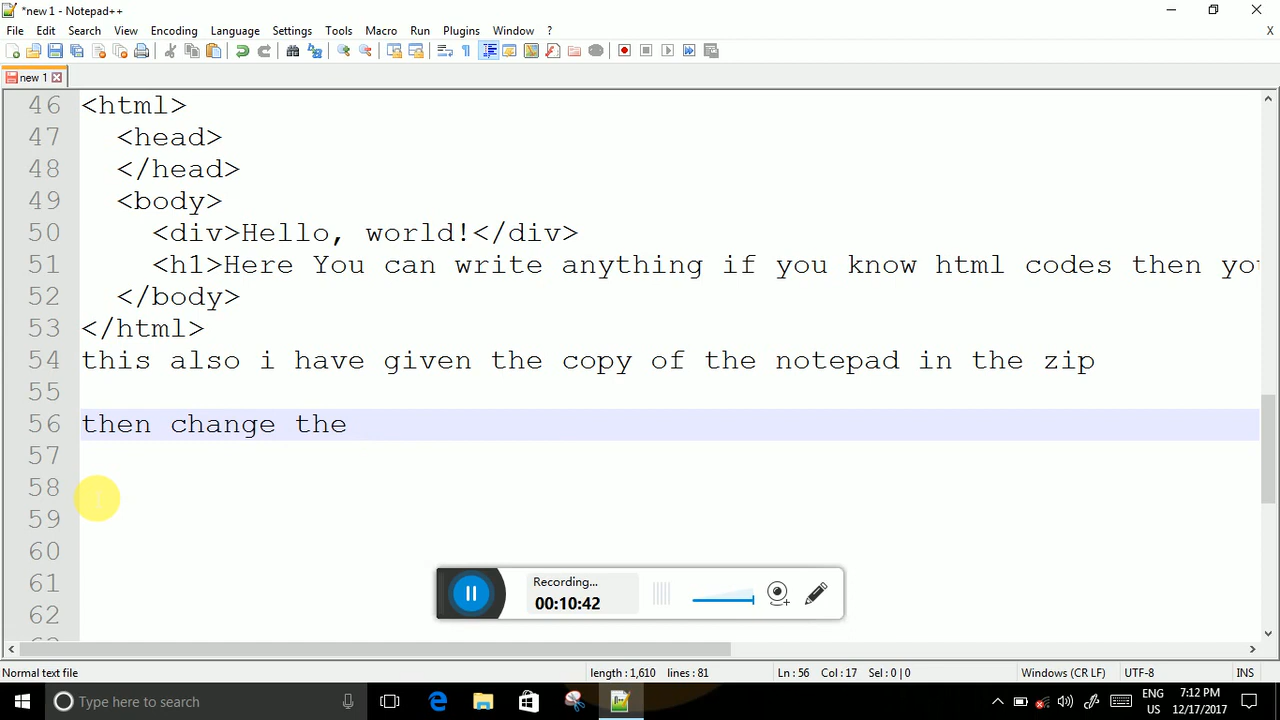 *new 1 - Notepad++
File Edit Search View Encoding Language Settings Tools Macro Run Plugins Window ? X
new 1
46 <html>
47 <head>
48 </head>
49 <body>
50 <div>Hello, world!</div>
51 <h1>Here You can write anything if you know html codes then you
52 </body>
53 </html>
54 this also i have given the copy of the notepad in the zip
55
56 then change the
57
58
59
60
61
62
Recording...
00:10:42
Normal text file length : 1,610 lines : 81 Ln : 56 Col : 17 Sel : 0 | 0 Windows (CR LF) UTF-8 INS
Type here to search ENG 7:12 PM
US 12/17/2017